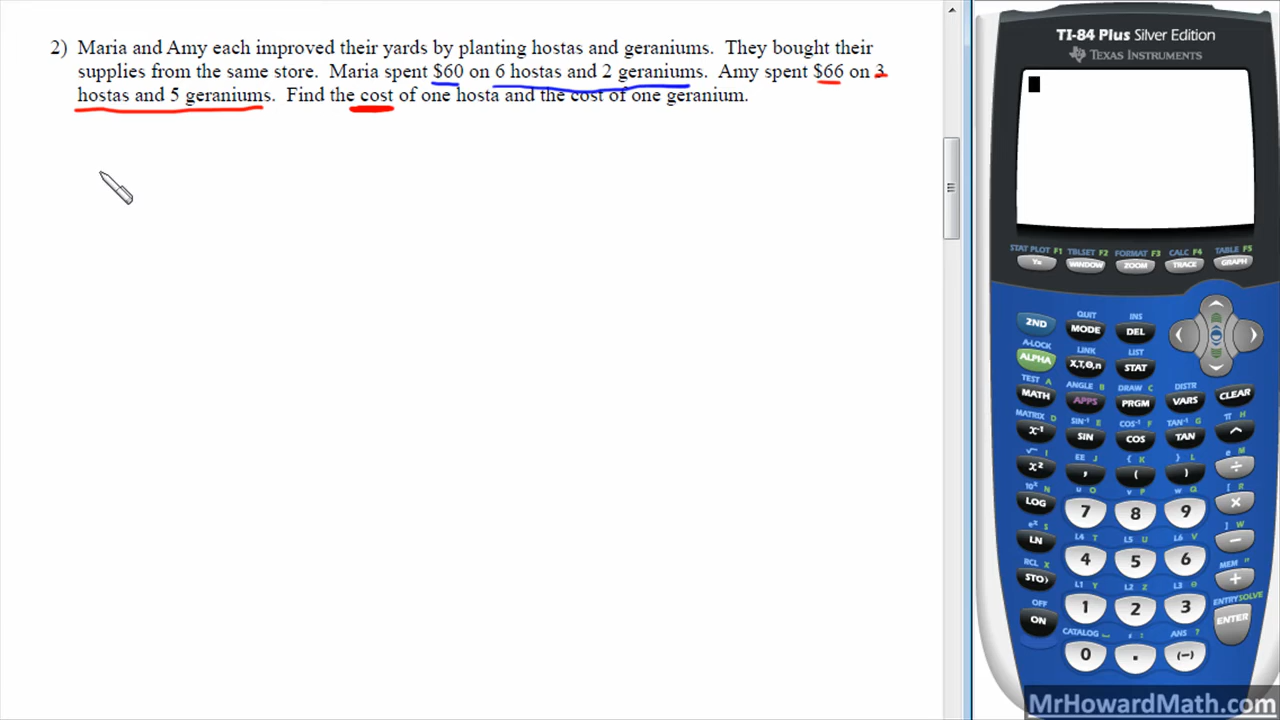 2) Maria and Amy each improved their yards by planting hostas and geraniums. They bought their
supplies from the same store. Maria spent $60 on 6 hostas and 2 geraniums. Amy spent $66 on 3
hostas and 5 geraniums. Find the cost of one hosta and the cost of one geranium.
TI-84 Plus Silver Edition
TEXAS INSTRUMENTS
STAT PLOT F1 TBLSET F2 FORMAT F3 CALC F4 TABLE F5
Y= WINDOW ZOOM TRACE GRAPH
QUIT INS
2ND MODE DEL
A-LOCK LINK LIST
ALPHA X,T,Θ,n STAT
TEST A ANGLE B DRAW C DISTR
MATH APPS PRGM VARS CLEAR
MATRIX D SIN⁻¹ E COS⁻¹ F TAN⁻¹ G π H
x⁻¹ SIN COS TAN ^
√ I EE J { K } L e M
x² , ( ) ÷
10ˣ N u O v P w Q [ R
LOG 7 8 9 ×
eˣ S L4 T L5 U L6 V ] W
LN 4 5 6 −
RCL X L1 Y L2 Z L3 θ MEM "
STO› 1 2 3 +
OFF CATALOG ⎵ ı : ANS ? ENTRY SOLVE
ON 0 . (−) ENTER
MrHowardMath.com